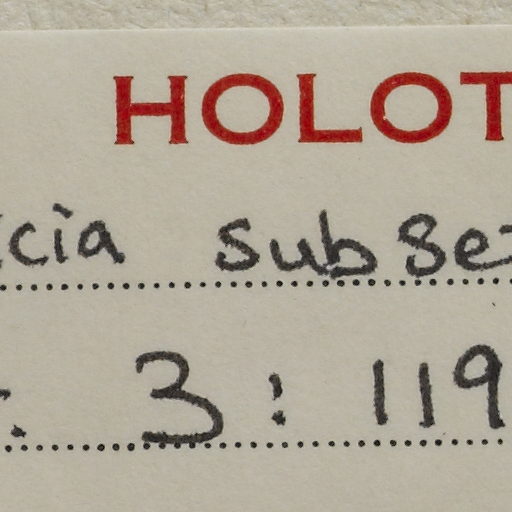 HOLOT
cia subse
: 3 : 119